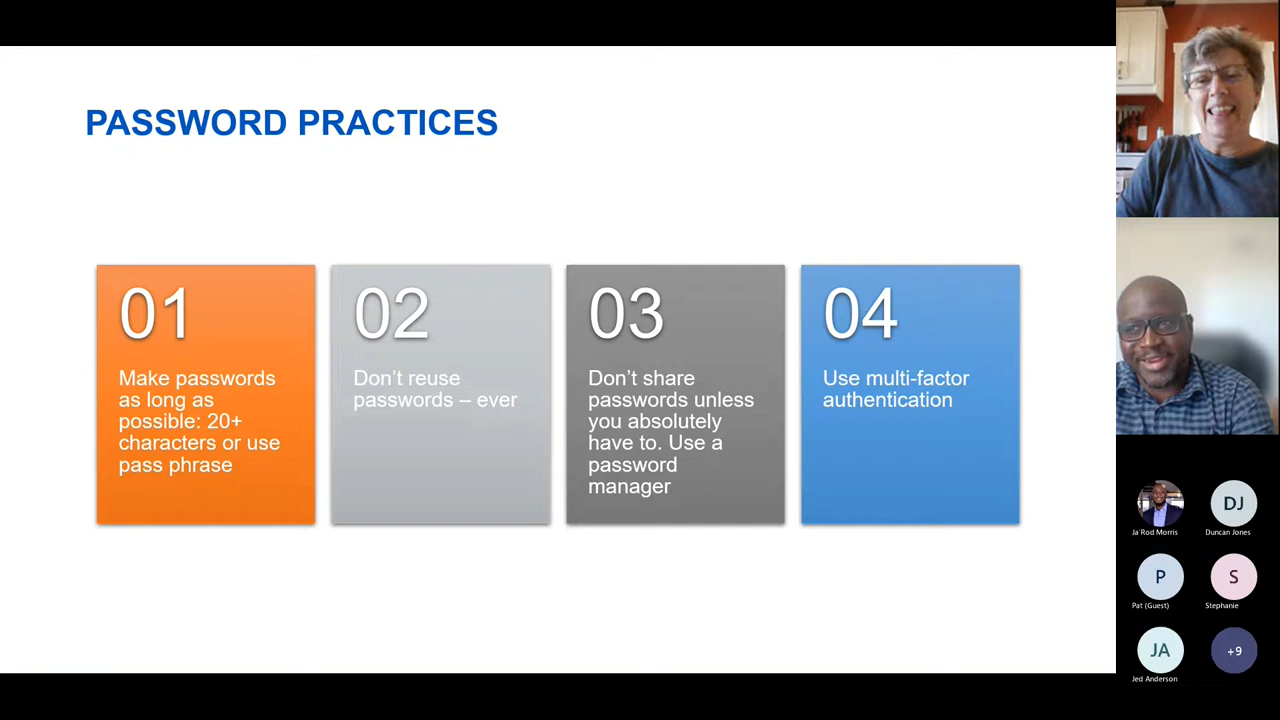 PASSWORD PRACTICES
01
Make passwords
as long as
possible: 20+
characters or use
pass phrase
02
Don’t reuse
passwords – ever
03
Don’t share
passwords unless
you absolutely
have to. Use a
password
manager
04
Use multi-factor
authentication
Ja'Rod Morris
DJ
Duncan Jones
P
Pat (Guest)
S
Stephanie
JA
Jed Anderson
+9